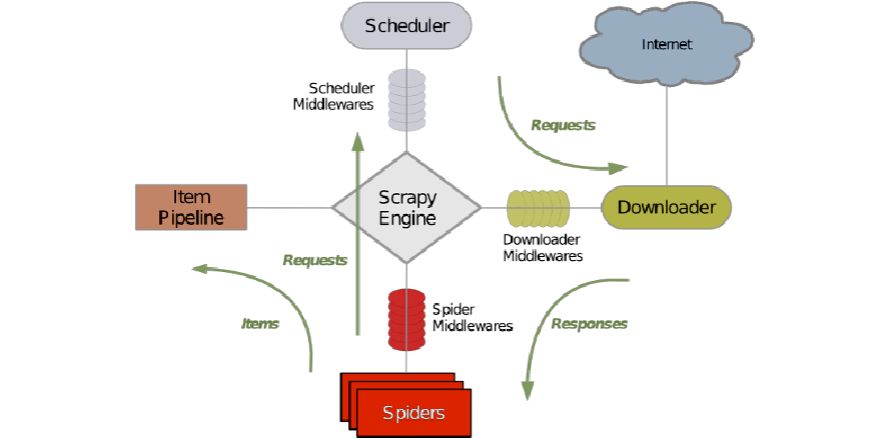 Scheduler
Internet
Scheduler
Middlewares
Requests
Item
Pipeline
Scrapy
Engine
Downloader
Downloader
Middlewares
Requests
Items
Spider
Middlewares
Responses
Spiders